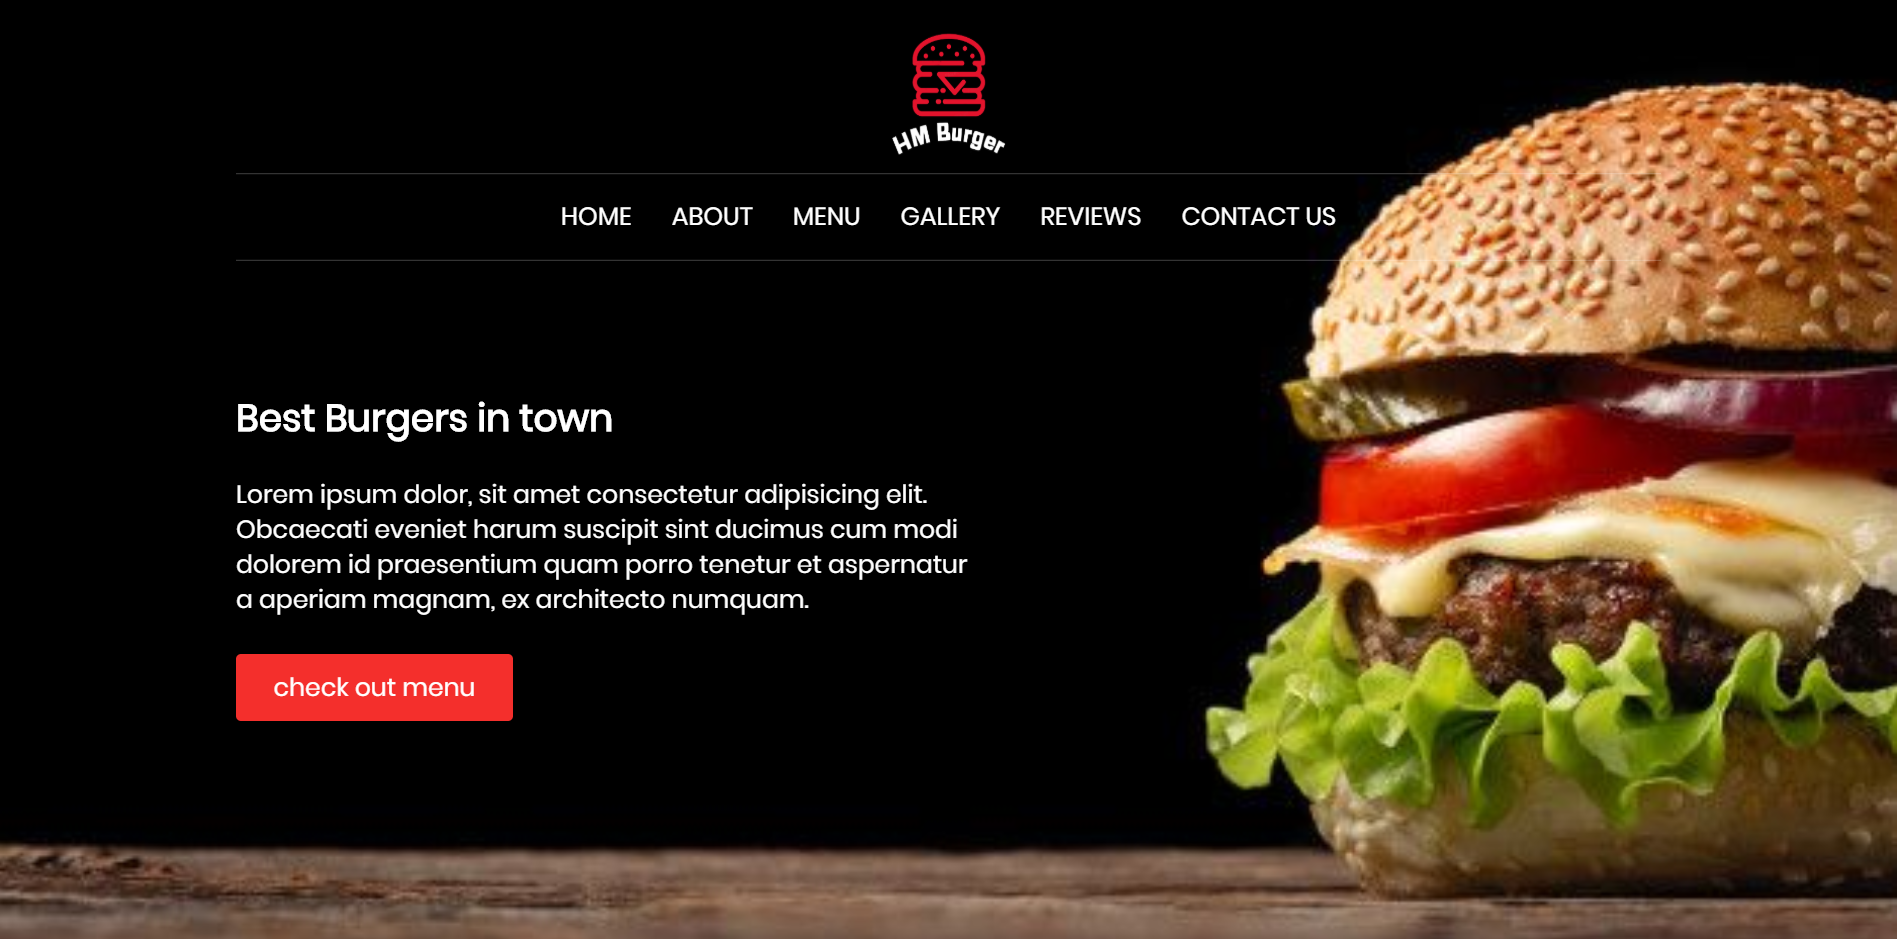 HM Burger
HOME ABOUT MENU GALLERY REVIEWS CONTACT US
Best Burgers in town
Lorem ipsum dolor, sit amet consectetur adipisicing elit.
Obcaecati eveniet harum suscipit sint ducimus cum modi
dolorem id praesentium quam porro tenetur et aspernatur
a aperiam magnam, ex architecto numquam.
check out menu